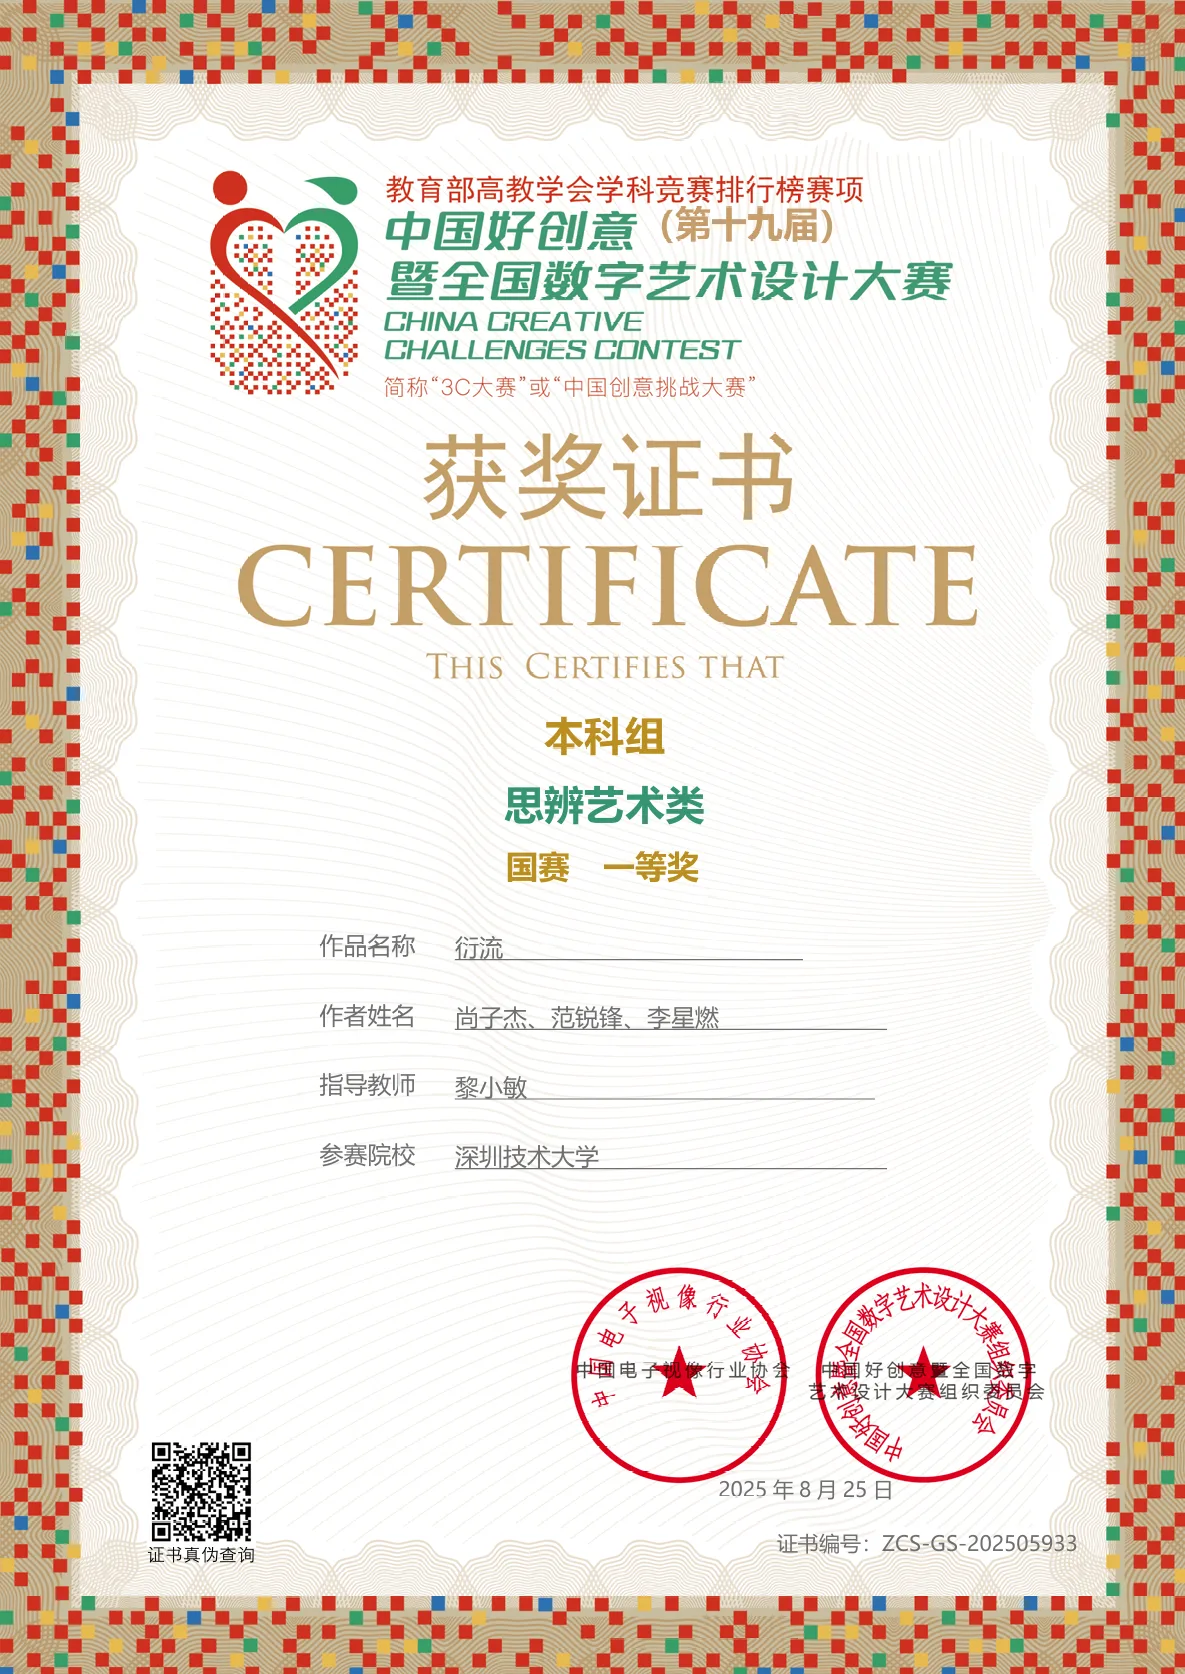 教育部高教学会学科竞赛排行榜赛项
中国好创意（第十九届）
暨全国数字艺术设计大赛
CHINA CREATIVE
CHALLENGES CONTEST
简称“3C大赛”或“中国创意挑战大赛”
获奖证书
CERTIFICATE
THIS CERTIFIES THAT
本科组
思辨艺术类
国赛 一等奖
作品名称 衍流
作者姓名 尚子杰、范锐锋、李星燃
指导教师 黎小敏
参赛院校 深圳技术大学
中国电子视像行业协会
中国电子视像行业协会
中国好创意暨全国数字艺术设计大赛组织委员会
中国好创意暨全国数字
艺术设计大赛组织委员会
2025 年 8 月 25 日
证书真伪查询
证书编号：ZCS-GS-202505933